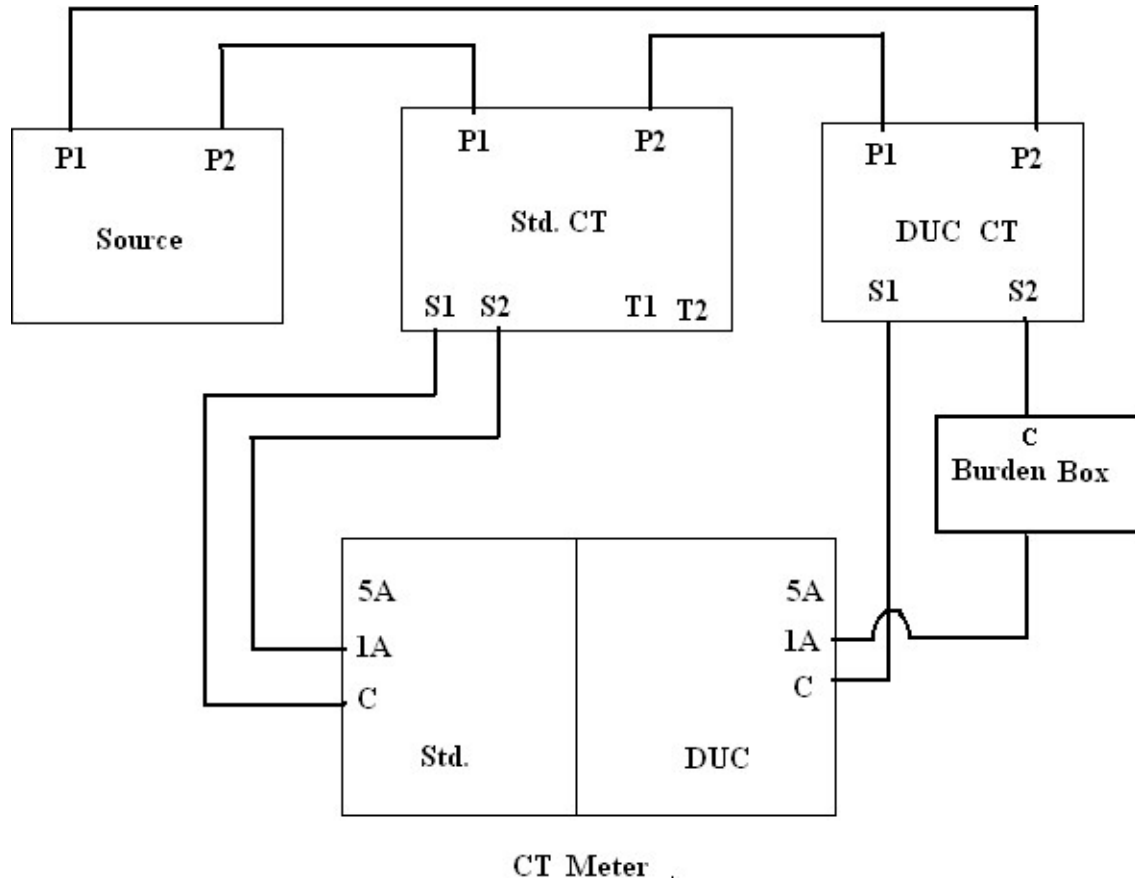 P1 P2
Source
P1 P2
Std. CT
S1 S2 T1 T2
P1 P2
DUC CT
S1 S2
C
Burden Box
5A
1A
C
Std.
5A
1A
C
DUC
CT Meter